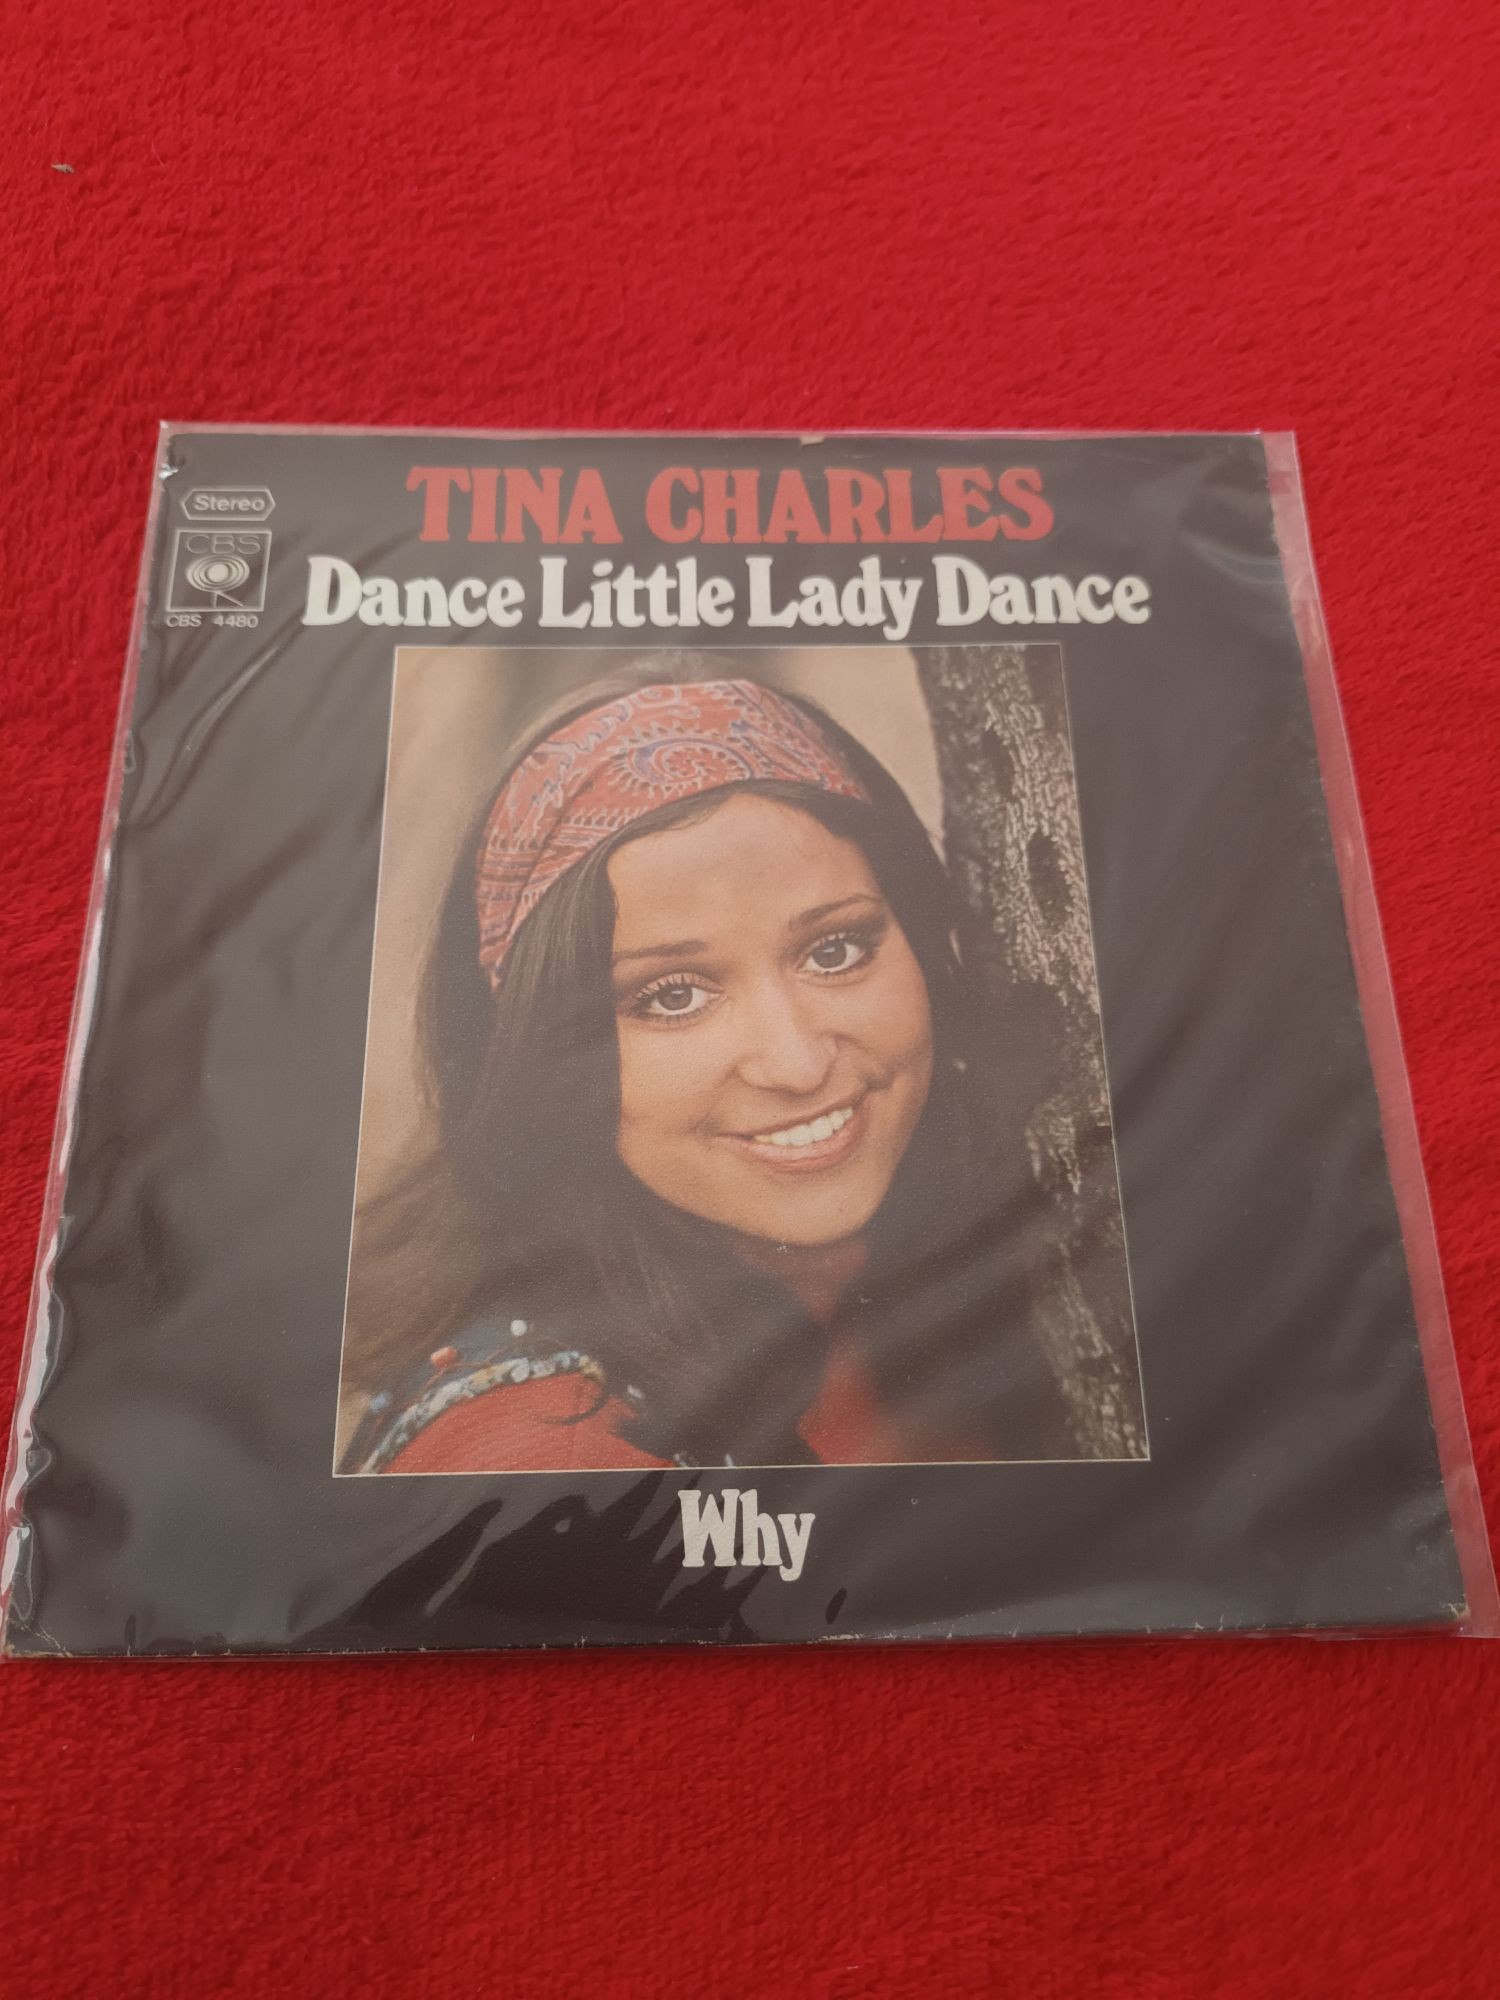 Stereo
CBS
CBS 4480
TINA CHARLES
Dance Little Lady Dance
Why